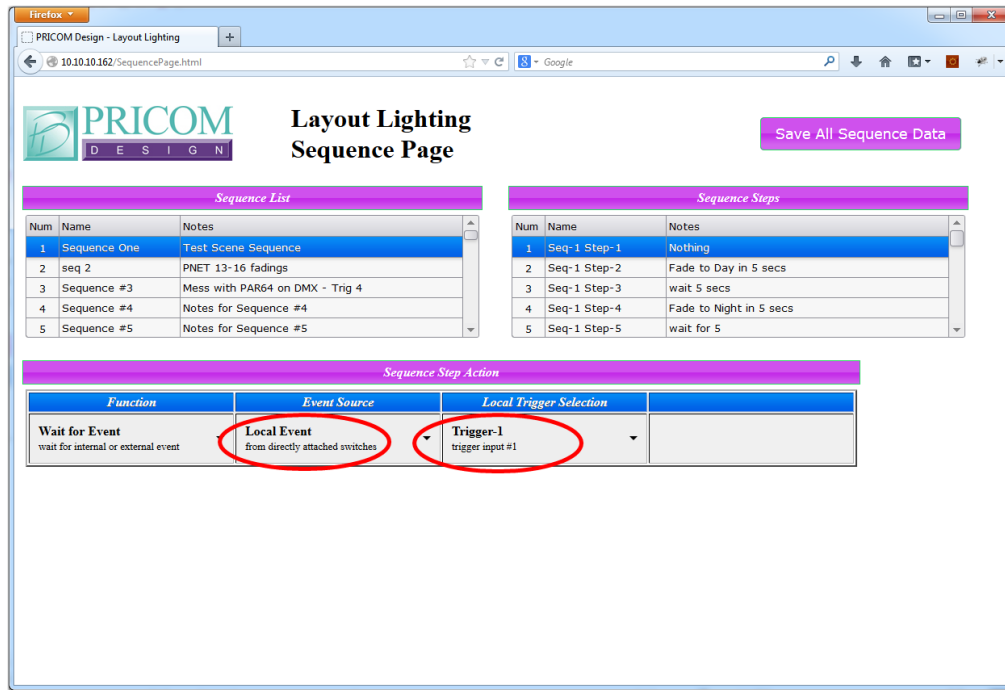 Firefox
PRICOM Design - Layout Lighting
10.10.10.162/SequencePage.html
Google
PRICOM
DESIGN
Layout Lighting
Sequence Page
Save All Sequence Data
Sequence List
Num Name Notes
1 Sequence One Test Scene Sequence
2 seq 2 PNET 13-16 fadings
3 Sequence #3 Mess with PAR64 on DMX - Trig 4
4 Sequence #4 Notes for Sequence #4
5 Sequence #5 Notes for Sequence #5
Sequence Steps
Num Name Notes
1 Seq-1 Step-1 Nothing
2 Seq-1 Step-2 Fade to Day in 5 secs
3 Seq-1 Step-3 wait 5 secs
4 Seq-1 Step-4 Fade to Night in 5 secs
5 Seq-1 Step-5 wait for 5
Sequence Step Action
Function Event Source Local Trigger Selection
Wait for Event Local Event Trigger-1
wait for internal or external event from directly attached switches trigger input #1